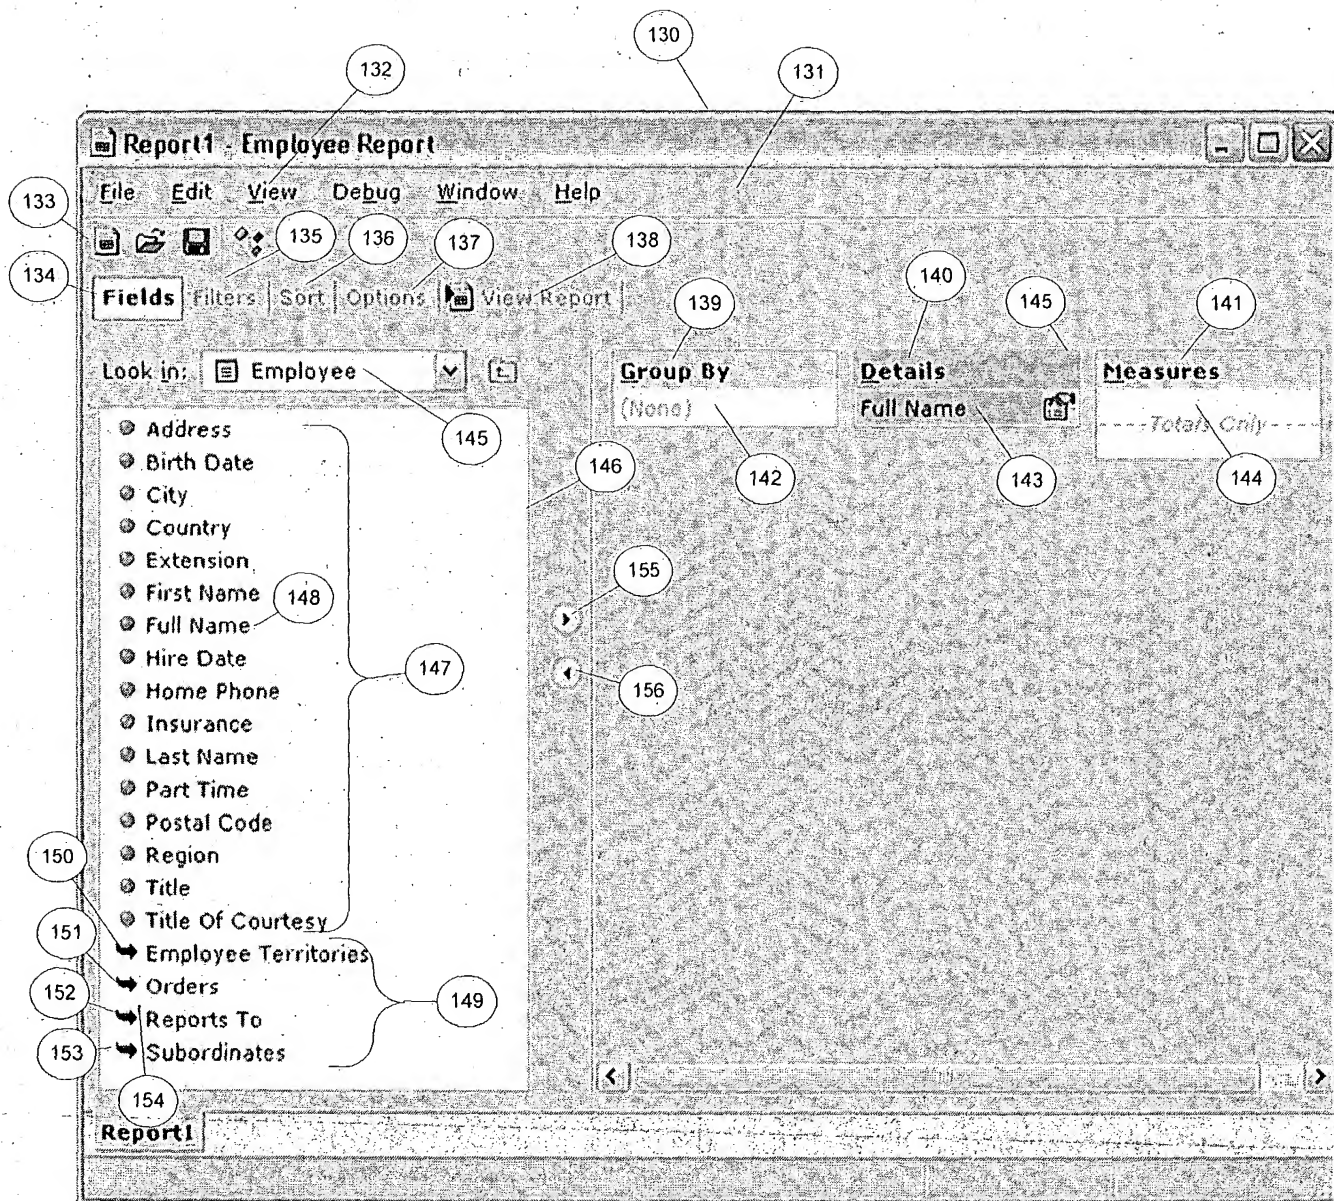 130
132
131
Report1 - Employee Report
File Edit View Debug Window Help
133
135 136 137 138
134
Fields Filters Sort Options View Report
139 140 145 141
Look in: Employee
Group By
(None)
Details
Full Name
Measures
----Totals Only----
145
142 143 144
146
Address
Birth Date
City
Country
Extension
First Name
148
Full Name
Hire Date
Home Phone
Insurance
Last Name
Part Time
Postal Code
Region
Title
Title Of Courtesy
147
155
156
150
Employee Territories
151
Orders
152
Reports To
149
153
Subordinates
154
Report1